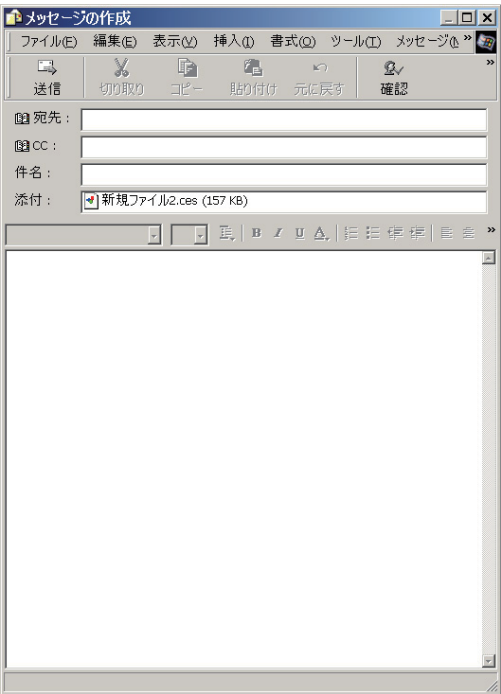 メッセージの作成
ファイル(F) 編集(E) 表示(V) 挿入(I) 書式(O) ツール(T) メッセージ(
送信 切り取り コピー 貼り付け 元に戻す 確認
宛先：
CC：
件名：
添付： 新規ファイル2.ces (157 KB)
B I U A